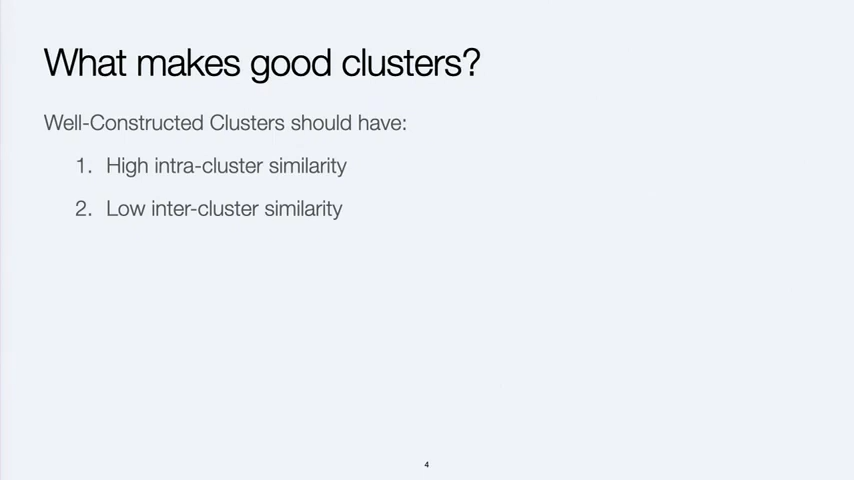 What makes good clusters?
Well-Constructed Clusters should have:
1. High intra-cluster similarity
2. Low inter-cluster similarity
4